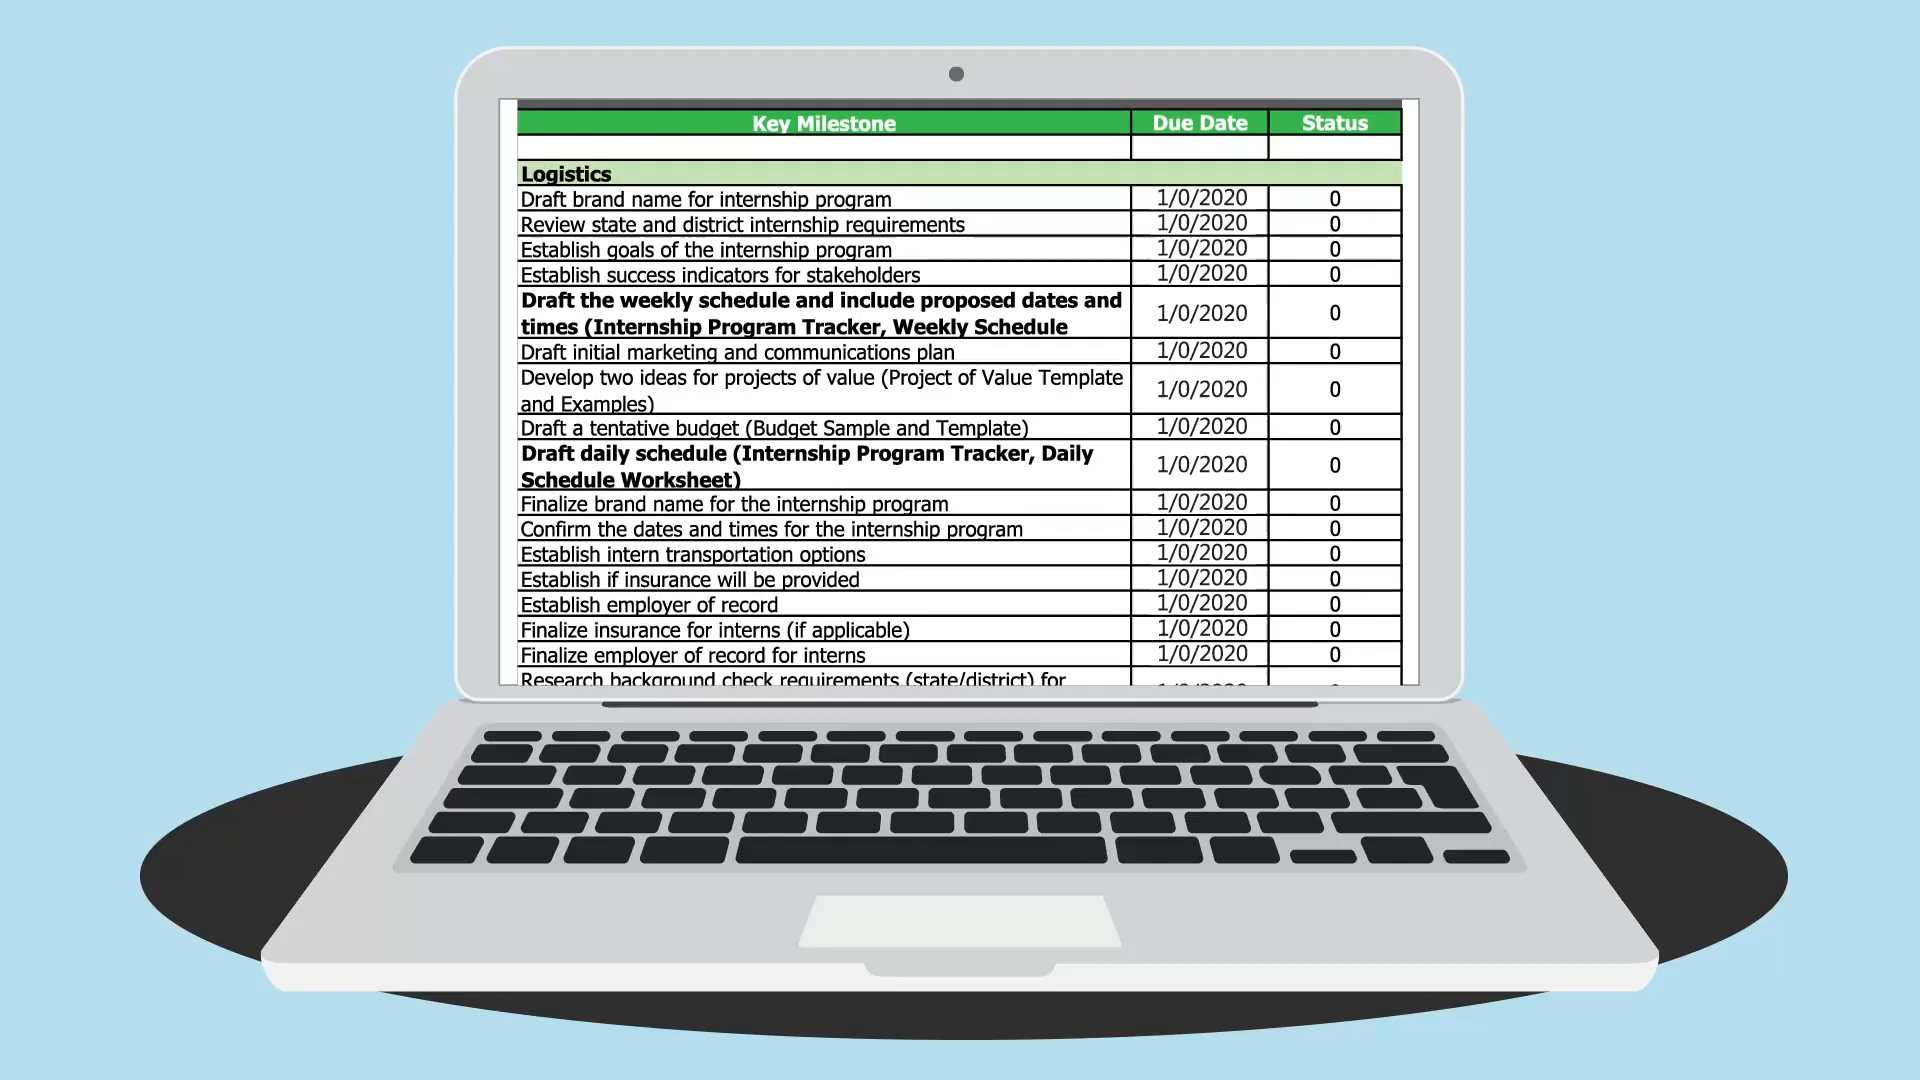 Key Milestone Due Date Status
Logistics
Draft brand name for internship program 1/0/2020 0
Review state and district internship requirements 1/0/2020 0
Establish goals of the internship program 1/0/2020 0
Establish success indicators for stakeholders 1/0/2020 0
Draft the weekly schedule and include proposed dates and
times (Internship Program Tracker, Weekly Schedule 1/0/2020 0
Draft initial marketing and communications plan 1/0/2020 0
Develop two ideas for projects of value (Project of Value Template
and Examples) 1/0/2020 0
Draft a tentative budget (Budget Sample and Template) 1/0/2020 0
Draft daily schedule (Internship Program Tracker, Daily
Schedule Worksheet) 1/0/2020 0
Finalize brand name for the internship program 1/0/2020 0
Confirm the dates and times for the internship program 1/0/2020 0
Establish intern transportation options 1/0/2020 0
Establish if insurance will be provided 1/0/2020 0
Establish employer of record 1/0/2020 0
Finalize insurance for interns (if applicable) 1/0/2020 0
Finalize employer of record for interns 1/0/2020 0
Research background check requirements (state/district) for